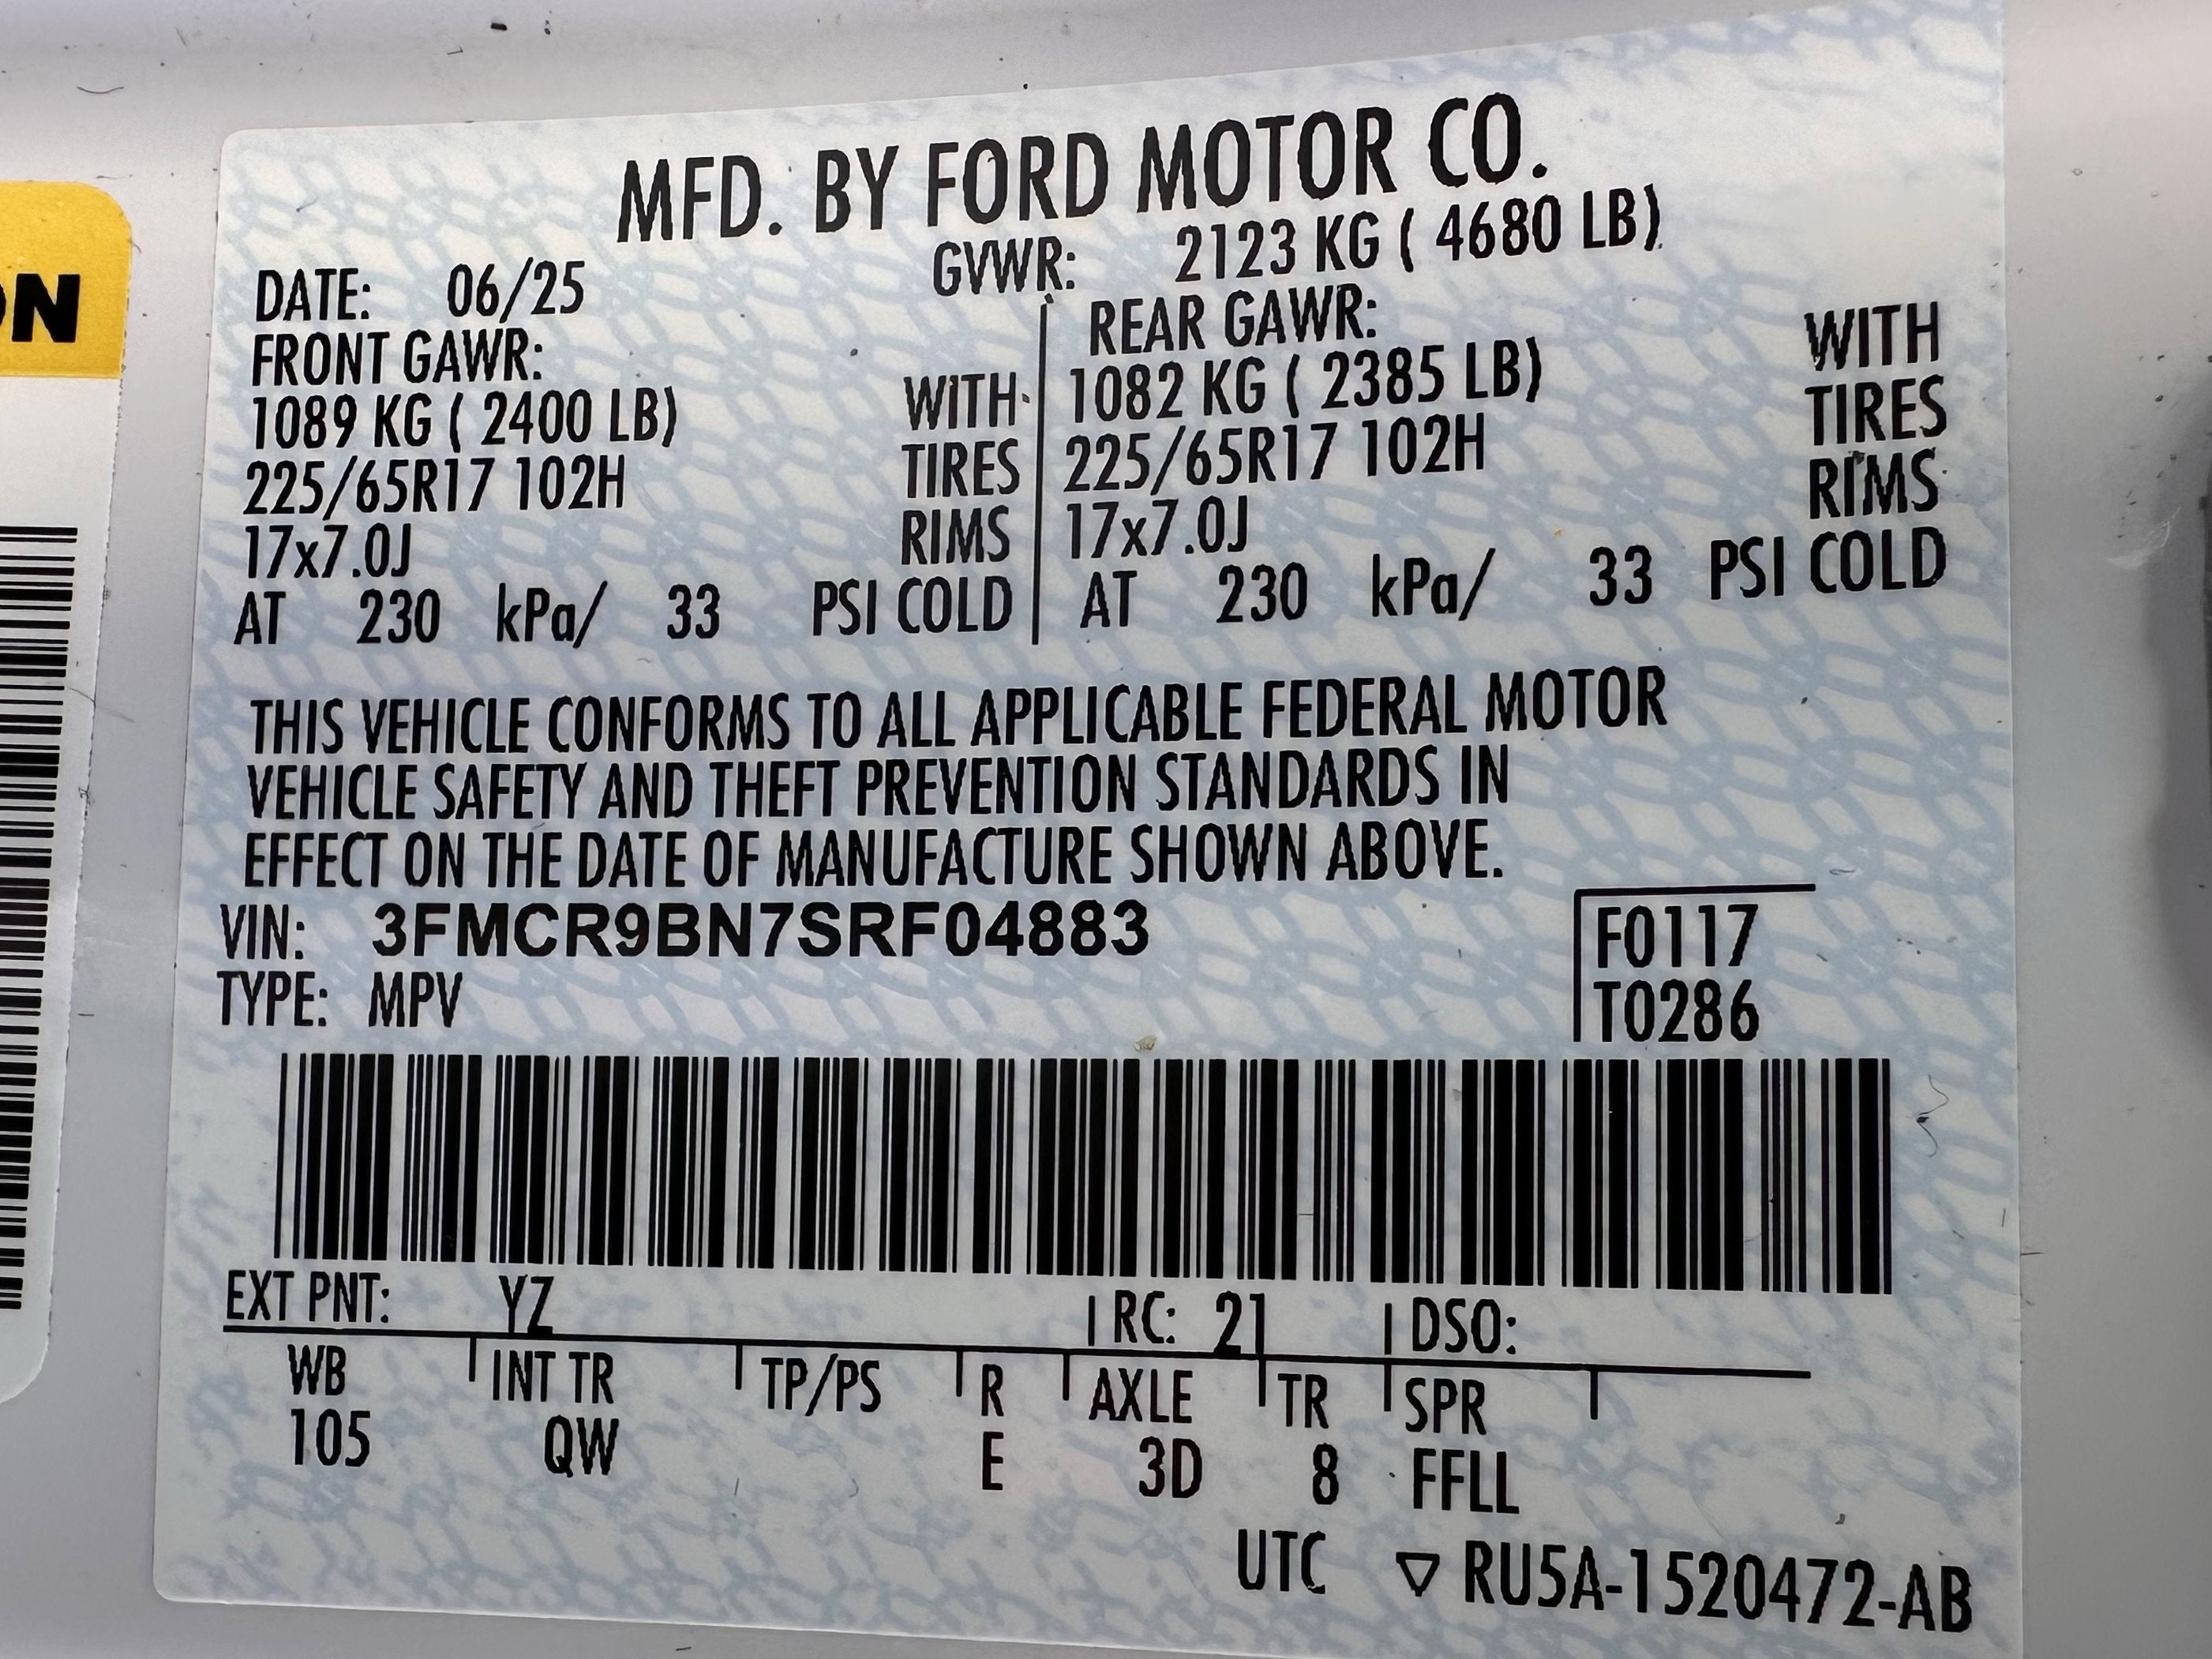 MFD. BY FORD MOTOR CO.
DATE: 06/25 GVWR: 2123 KG ( 4680 LB)
FRONT GAWR: REAR GAWR:
1089 KG ( 2400 LB) WITH 1082 KG ( 2385 LB) WITH
225/65R17 102H TIRES 225/65R17 102H TIRES
17x7.0J RIMS 17x7.0J RIMS
AT 230 kPa/ 33 PSI COLD AT 230 kPa/ 33 PSI COLD
THIS VEHICLE CONFORMS TO ALL APPLICABLE FEDERAL MOTOR
VEHICLE SAFETY AND THEFT PREVENTION STANDARDS IN
EFFECT ON THE DATE OF MANUFACTURE SHOWN ABOVE.
VIN: 3FMCR9BN7SRF04883 F0117
TYPE: MPV T0286
EXT PNT: YZ RC: 21 DSO:
WB INT TR TP/PS R AXLE TR SPR
105 QW E 3D 8 FFLL
UTC ▽ RU5A-1520472-AB